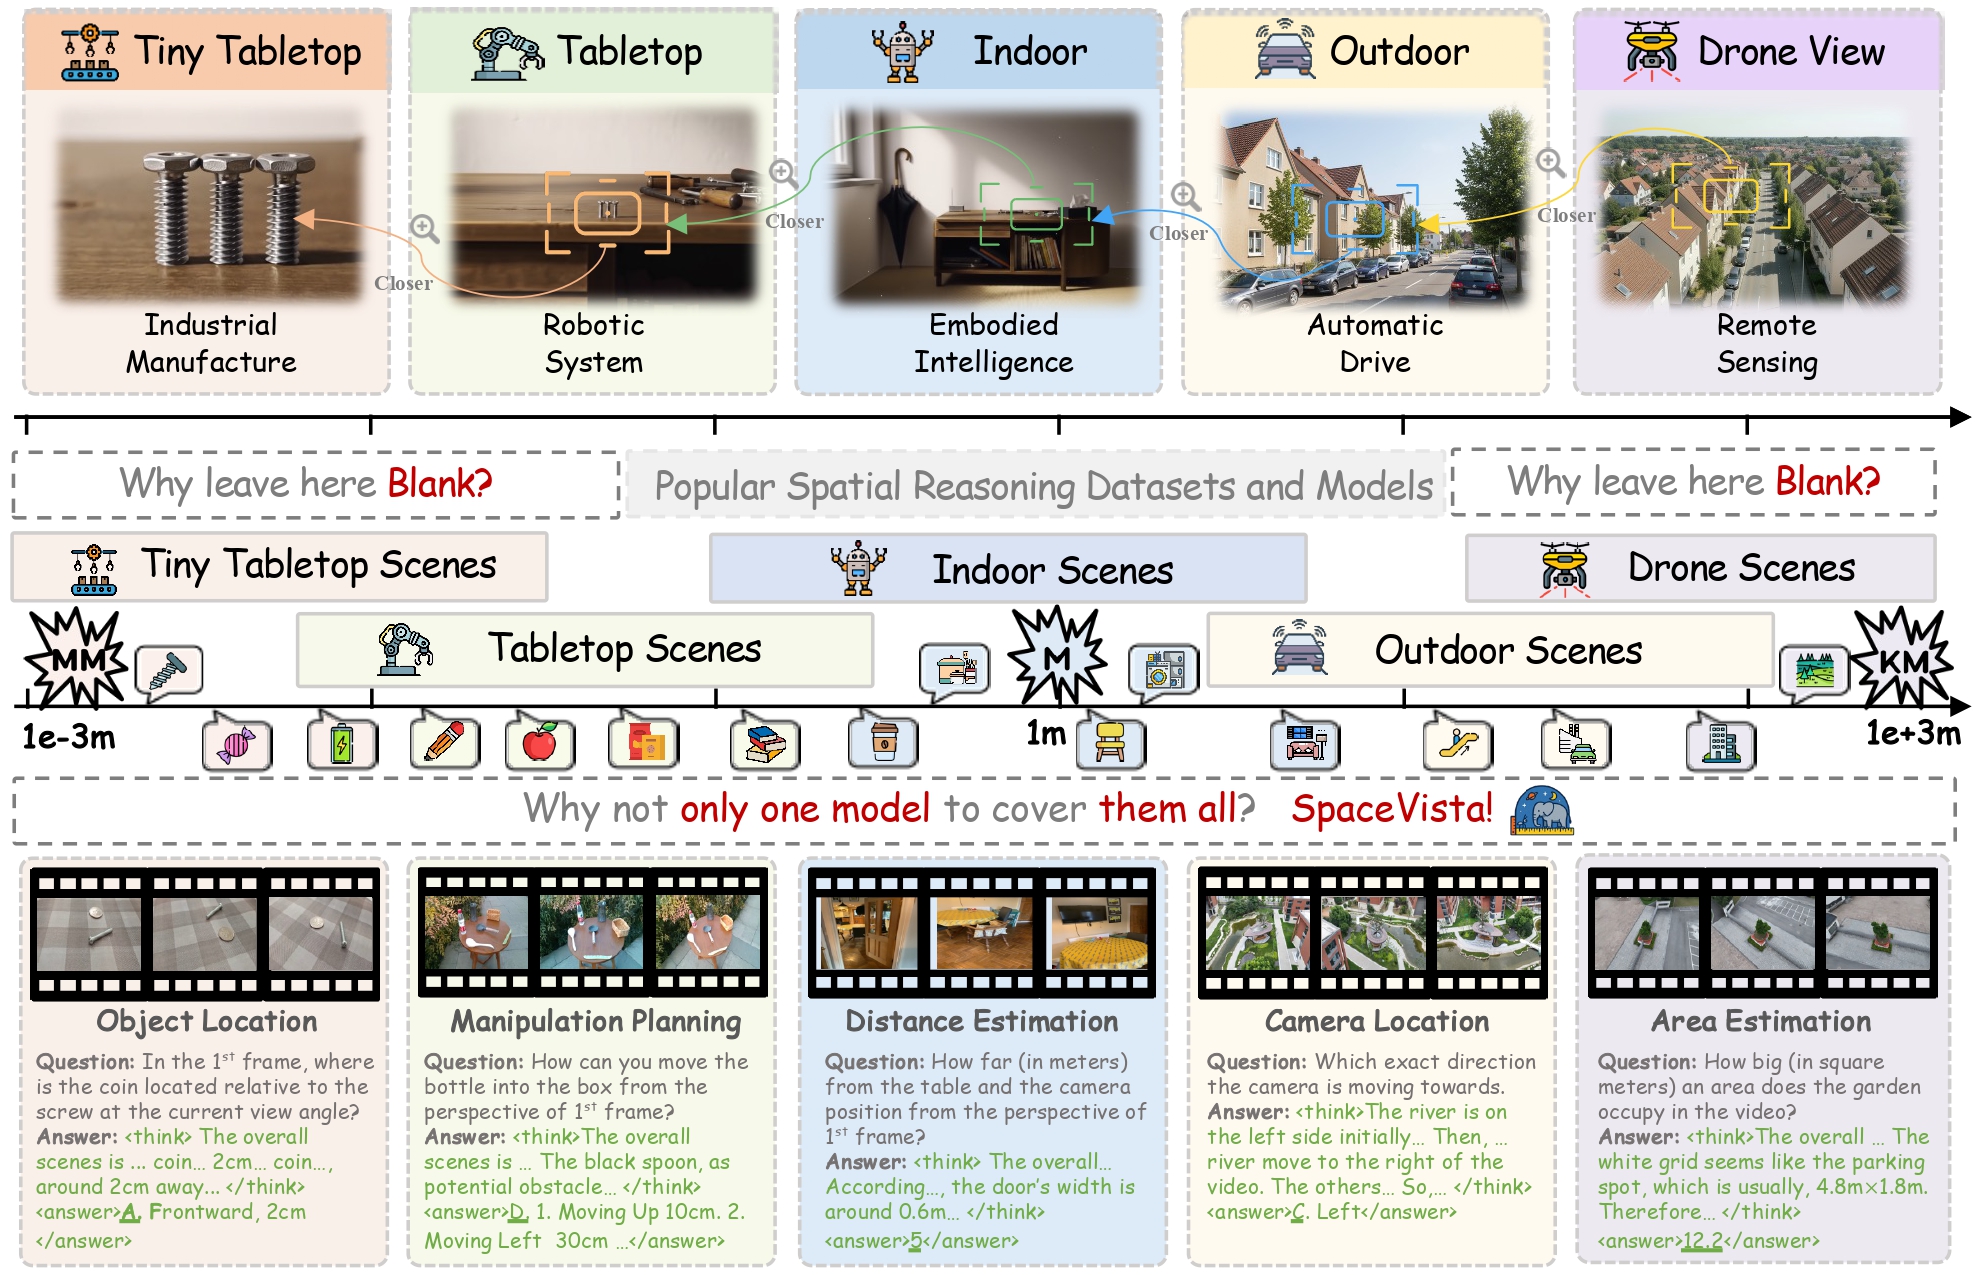 Tiny Tabletop
Tabletop
Indoor
Outdoor
Drone View
Closer
Closer
Closer
Closer
Industrial
Manufacture
Robotic
System
Embodied
Intelligence
Automatic
Drive
Remote
Sensing
Why leave here Blank?
Popular Spatial Reasoning Datasets and Models
Why leave here Blank?
Tiny Tabletop Scenes
Indoor Scenes
Drone Scenes
Tabletop Scenes
Outdoor Scenes
MM
M
KM
1e-3m
1m
1e+3m
Why not only one model to cover them all? SpaceVista!
Object Location
Question: In the 1st frame, where
is the coin located relative to the
screw at the current view angle?
Answer: <think> The overall
scenes is ... coin... 2cm... coin...,
around 2cm away... </think>
<answer>A. Frontward, 2cm
</answer>
Manipulation Planning
Question: How can you move the
bottle into the box from the
perspective of 1st frame?
Answer: <think>The overall
scenes is ... The black spoon, as
potential obstacle... </think>
<answer>D. 1. Moving Up 10cm. 2.
Moving Left 30cm ...</answer>
Distance Estimation
Question: How far (in meters)
from the table and the camera
position from the perspective of
1st frame?
Answer: <think> The overall...
According..., the door's width is
around 0.6m... </think>
<answer>5</answer>
Camera Location
Question: Which exact direction
the camera is moving towards.
Answer: <think>The river is on
the left side initially... Then, ...
river move to the right of the
video. The others... So,... </think>
<answer>C. Left</answer>
Area Estimation
Question: How big (in square
meters) an area does the garden
occupy in the video?
Answer: <think>The overall ... The
white grid seems like the parking
spot, which is usually, 4.8m×1.8m.
Therefore... </think>
<answer>12.2</answer>